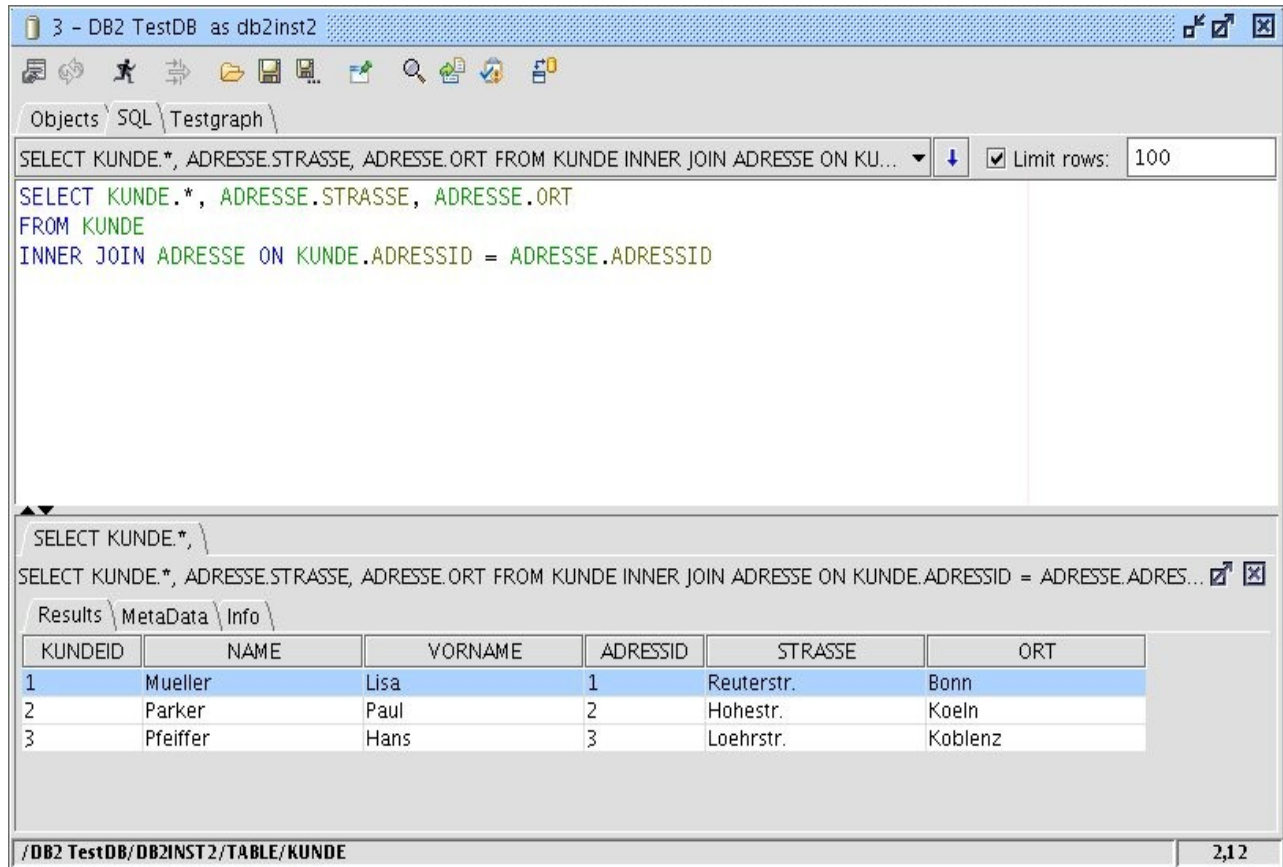 3 – DB2 TestDB as db2inst2
Objects SQL Testgraph
SELECT KUNDE.*, ADRESSE.STRASSE, ADRESSE.ORT FROM KUNDE INNER JOIN ADRESSE ON KU... Limit rows: 100
SELECT KUNDE.*, ADRESSE.STRASSE, ADRESSE.ORT
FROM KUNDE
INNER JOIN ADRESSE ON KUNDE.ADRESSID = ADRESSE.ADRESSID
SELECT KUNDE.*,
SELECT KUNDE.*, ADRESSE.STRASSE, ADRESSE.ORT FROM KUNDE INNER JOIN ADRESSE ON KUNDE.ADRESSID = ADRESSE.ADRES...
Results MetaData Info
KUNDEID NAME VORNAME ADRESSID STRASSE ORT
1 Mueller Lisa 1 Reuterstr. Bonn
2 Parker Paul 2 Hohestr. Koeln
3 Pfeiffer Hans 3 Loehrstr. Koblenz
/DB2 TestDB/DB2INST2/TABLE/KUNDE 2,12